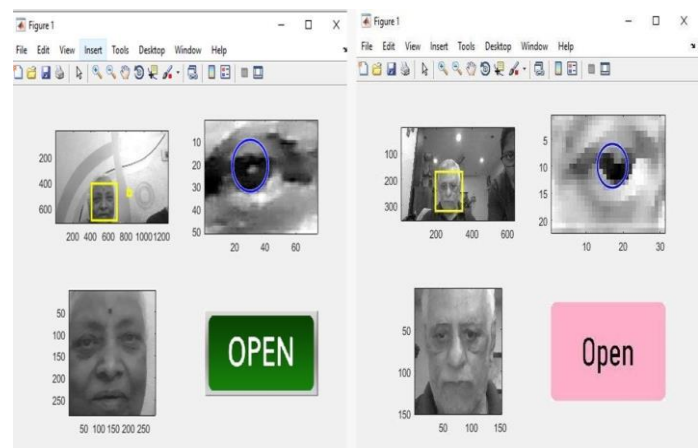 Figure 1
File Edit View Insert Tools Desktop Window Help
200
400
600
200 400 600 800 1000 1200
10
20
30
40
50
20 40 60
50
100
150
200
250
50 100 150 200 250
OPEN
Figure 1
File Edit View Insert Tools Desktop Window Help
100
200
300
200 400 600
5
10
15
20
10 20 30
50
100
150
50 100 150
Open